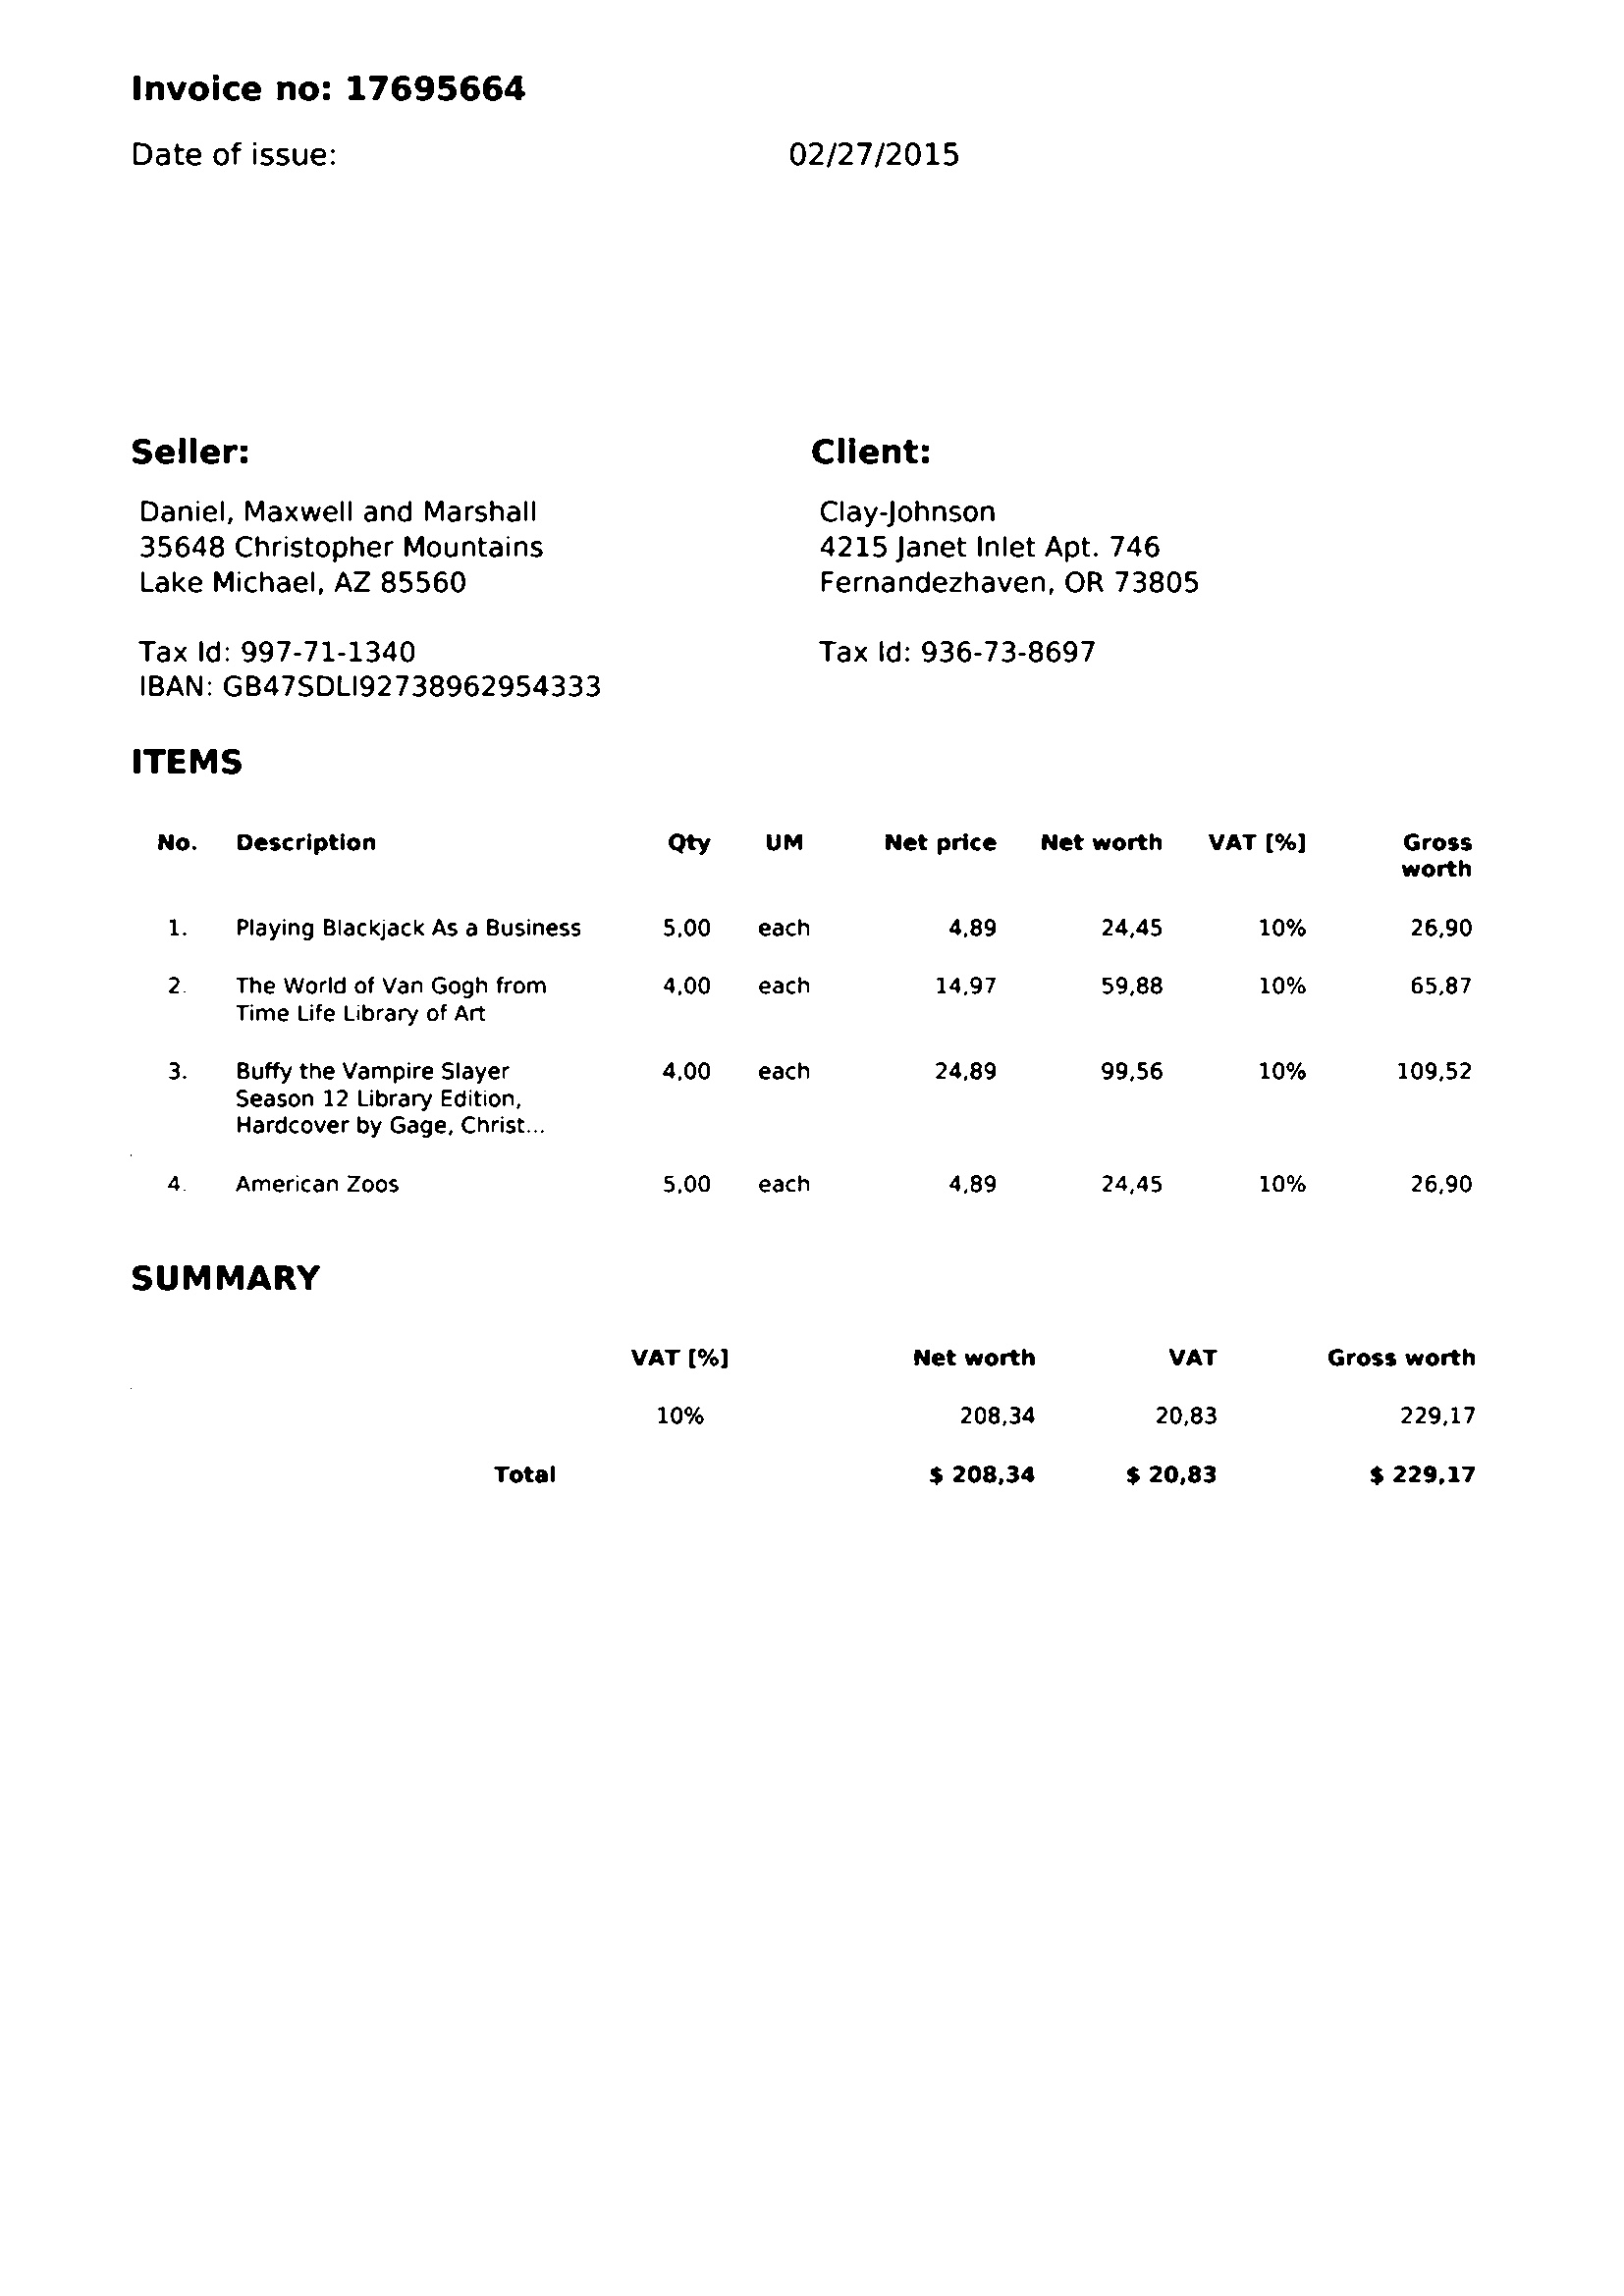 Invoice no: 17695664
Date of issue: 02/27/2015
Seller:
Daniel, Maxwell and Marshall
35648 Christopher Mountains
Lake Michael, AZ 85560
Tax Id: 997-71-1340
IBAN: GB47SDLI92738962954333
Client:
Clay-Johnson
4215 Janet Inlet Apt. 746
Fernandezhaven, OR 73805
Tax Id: 936-73-8697
ITEMS
No. Description Qty UM Net price Net worth VAT [%] Gross
worth
1. Playing Blackjack As a Business 5,00 each 4,89 24,45 10% 26,90
2. The World of Van Gogh from 4,00 each 14,97 59,88 10% 65,87
Time Life Library of Art
3. Buffy the Vampire Slayer 4,00 each 24,89 99,56 10% 109,52
Season 12 Library Edition,
Hardcover by Gage, Christ...
4. American Zoos 5,00 each 4,89 24,45 10% 26,90
SUMMARY
VAT [%] Net worth VAT Gross worth
10% 208,34 20,83 229,17
Total $ 208,34 $ 20,83 $ 229,17